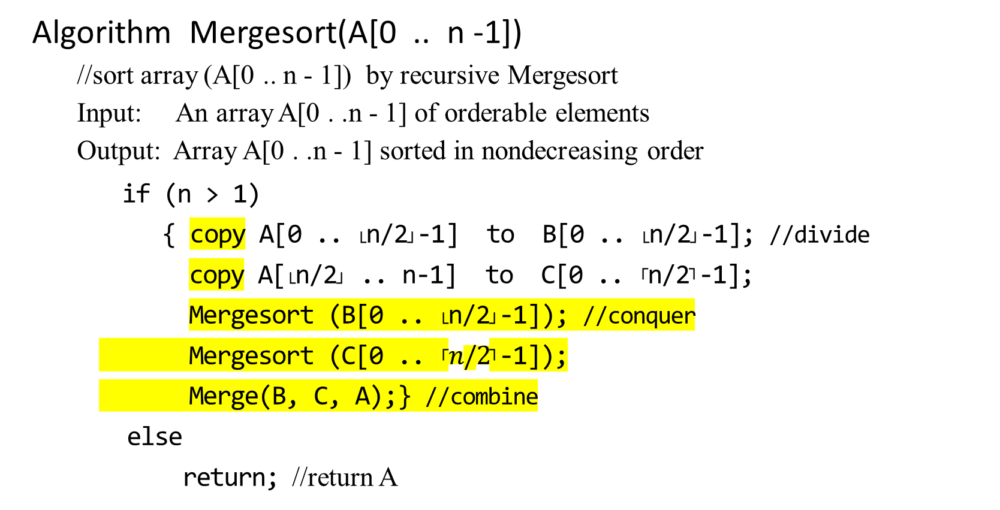 Algorithm Mergesort(A[0 .. n -1])
//sort array (A[0 .. n - 1]) by recursive Mergesort
Input: An array A[0 . .n - 1] of orderable elements
Output: Array A[0 . .n - 1] sorted in nondecreasing order
if (n > 1)
{ copy A[0 .. ⌊n/2⌋-1] to B[0 .. ⌊n/2⌋-1]; //divide
copy A[⌊n/2⌋ .. n-1] to C[0 .. ⌈n/2⌉-1];
Mergesort (B[0 .. ⌊n/2⌋-1]); //conquer
Mergesort (C[0 .. ⌈n/2⌉-1]);
Merge(B, C, A);} //combine
else
return; //return A